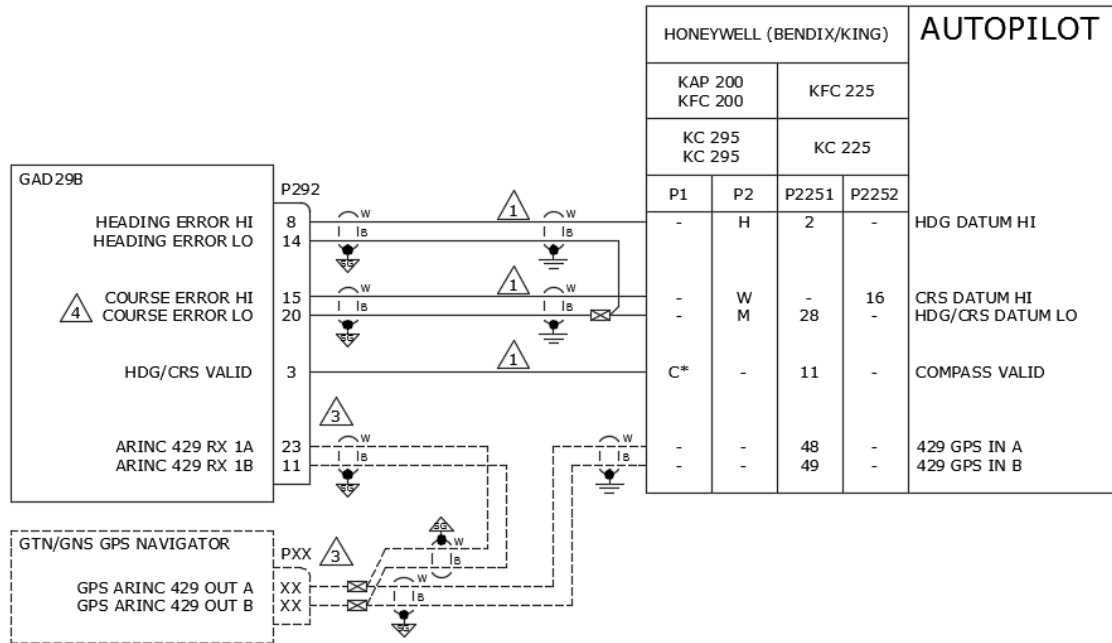 HONEYWELL (BENDIX/KING) AUTOPILOT
KAP 200 KFC 225
KFC 200
KC 295 KC 225
KC 295
P1 P2 P2251 P2252
GAD29B
P292
HEADING ERROR HI 8 W 1 W - H 2 - HDG DATUM HI
HEADING ERROR LO 14 B B
SG
COURSE ERROR HI 15 W 1 W - W - 16 CRS DATUM HI
4 COURSE ERROR LO 20 B B - M 28 - HDG/CRS DATUM LO
SG
HDG/CRS VALID 3 1 C* - 11 - COMPASS VALID
3
ARINC 429 RX 1A 23 W W - - 48 - 429 GPS IN A
ARINC 429 RX 1B 11 B B - - 49 - 429 GPS IN B
SG
SG
GTN/GNS GPS NAVIGATOR PXX 3 W
B
GPS ARINC 429 OUT A XX W
GPS ARINC 429 OUT B XX B
SG